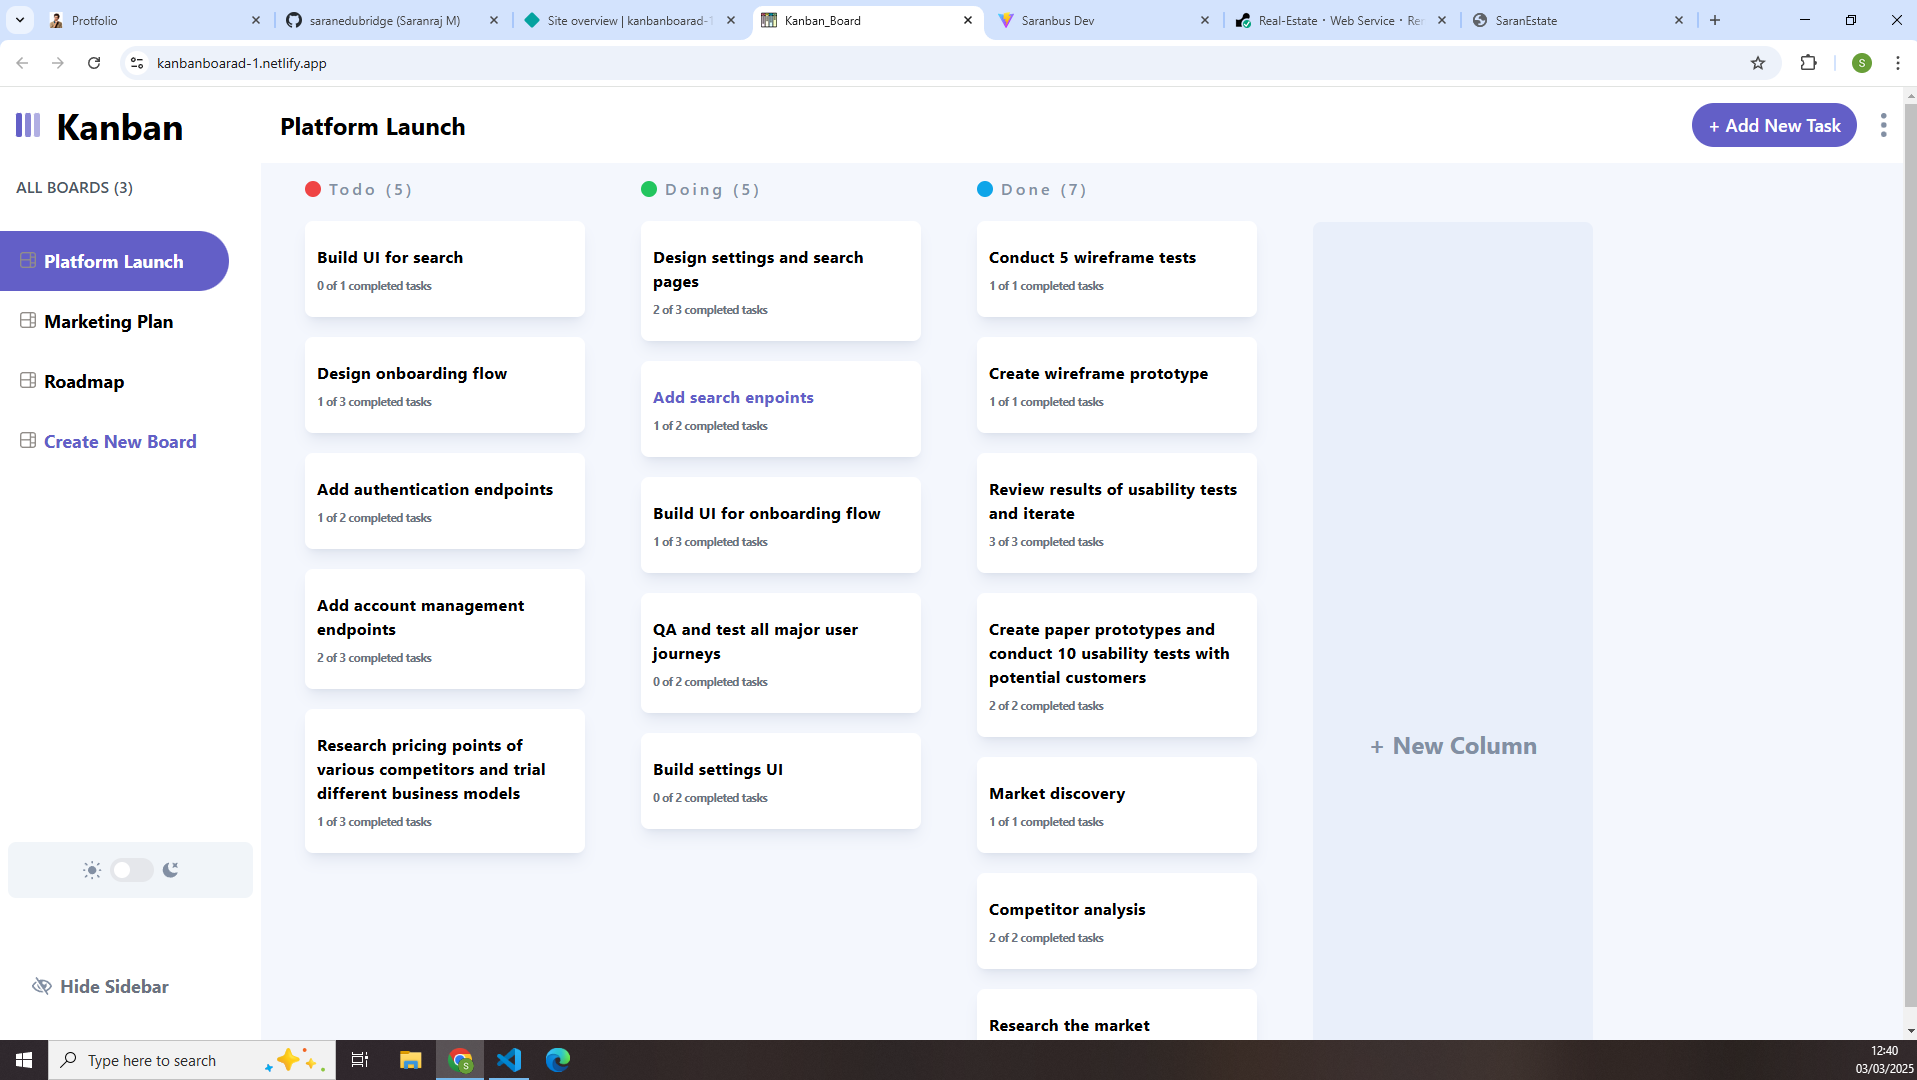 Protfolio
saranedubridge (Saranraj M)
Site overview | kanbanboarad-1
Kanban_Board
Saranbus Dev
Real-Estate · Web Service · Ren
SaranEstate
kanbanboarad-1.netlify.app
S
Kanban
Platform Launch
+ Add New Task
ALL BOARDS (3)
Platform Launch
Marketing Plan
Roadmap
Create New Board
Hide Sidebar
Todo (5)
Build UI for search
0 of 1 completed tasks
Design onboarding flow
1 of 3 completed tasks
Add authentication endpoints
1 of 2 completed tasks
Add account management
endpoints
2 of 3 completed tasks
Research pricing points of
various competitors and trial
different business models
1 of 3 completed tasks
Doing (5)
Design settings and search
pages
2 of 3 completed tasks
Add search enpoints
1 of 2 completed tasks
Build UI for onboarding flow
1 of 3 completed tasks
QA and test all major user
journeys
0 of 2 completed tasks
Build settings UI
0 of 2 completed tasks
Done (7)
Conduct 5 wireframe tests
1 of 1 completed tasks
Create wireframe prototype
1 of 1 completed tasks
Review results of usability tests
and iterate
3 of 3 completed tasks
Create paper prototypes and
conduct 10 usability tests with
potential customers
2 of 2 completed tasks
Market discovery
1 of 1 completed tasks
Competitor analysis
2 of 2 completed tasks
Research the market
+ New Column
Type here to search
S
12:40
03/03/2025